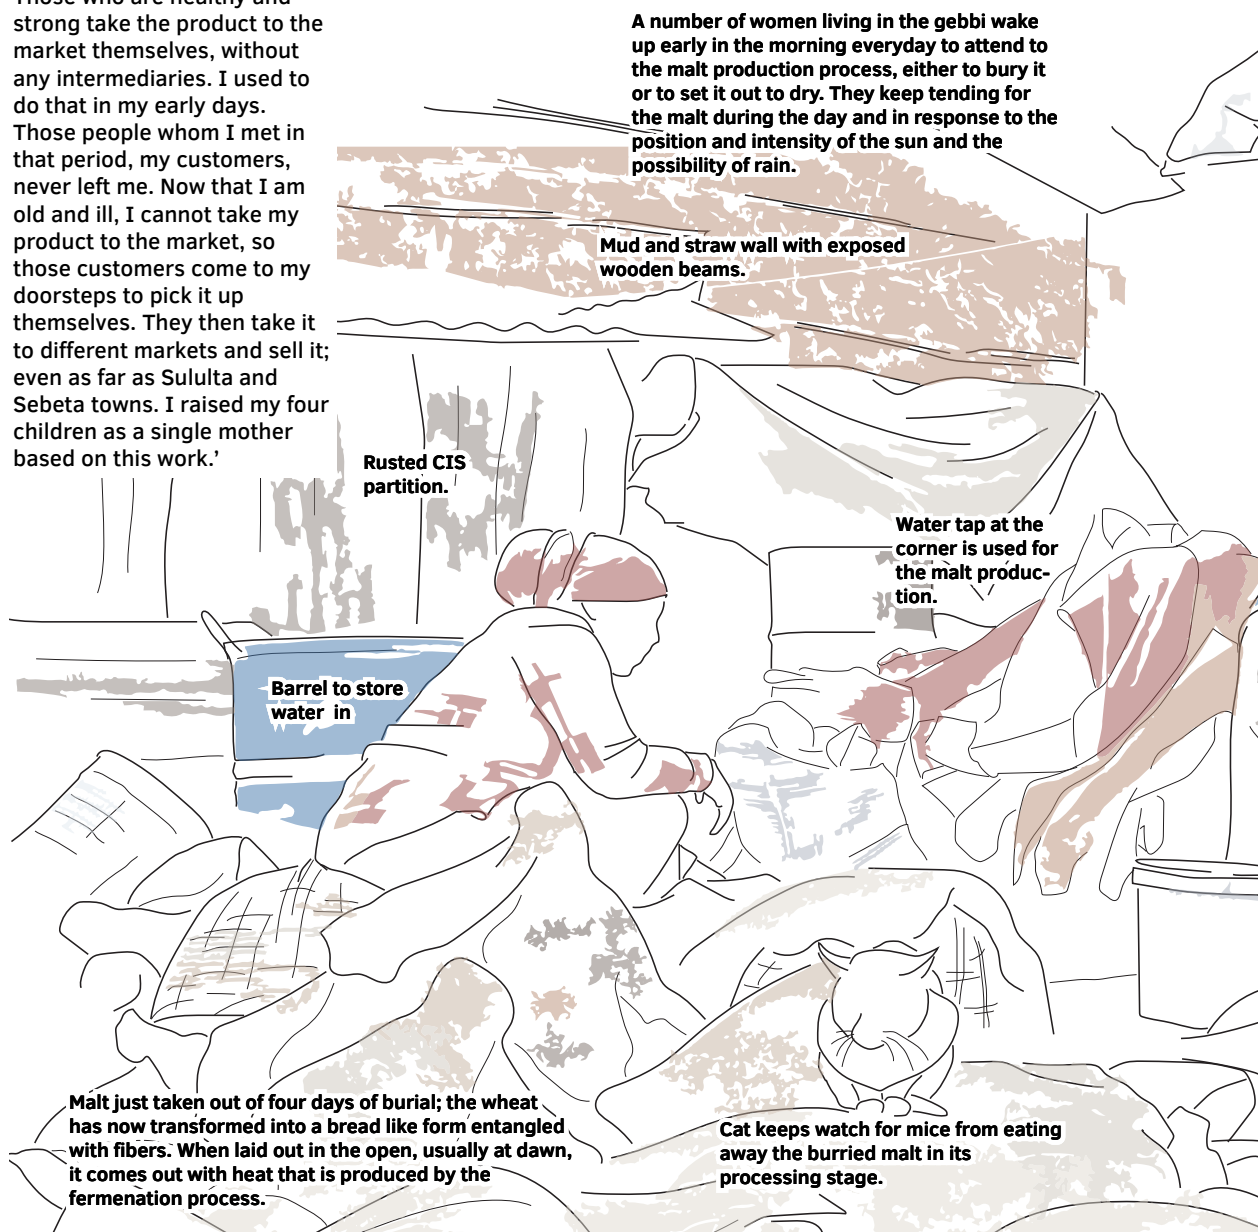 Those who are healthy and
strong take the product to the
market themselves, without
any intermediaries. I used to
do that in my early days.
Those people whom I met in
that period, my customers,
never left me. Now that I am
old and ill, I cannot take my
product to the market, so
those customers come to my
doorsteps to pick it up
themselves. They then take it
to different markets and sell it;
even as far as Sululta and
Sebeta towns. I raised my four
children as a single mother
based on this work.’
A number of women living in the gebbi wake
up early in the morning everyday to attend to
the malt production process, either to bury it
or to set it out to dry. They keep tending for
the malt during the day and in response to the
position and intensity of the sun and the
possibility of rain.
Mud and straw wall with exposed
wooden beams.
Rusted CIS
partition.
Water tap at the
corner is used for
the malt produc-
tion.
Barrel to store
water in
Malt just taken out of four days of burial; the wheat
has now transformed into a bread like form entangled
with fibers. When laid out in the open, usually at dawn,
it comes out with heat that is produced by the
fermenation process.
Cat keeps watch for mice from eating
away the burried malt in its
processing stage.